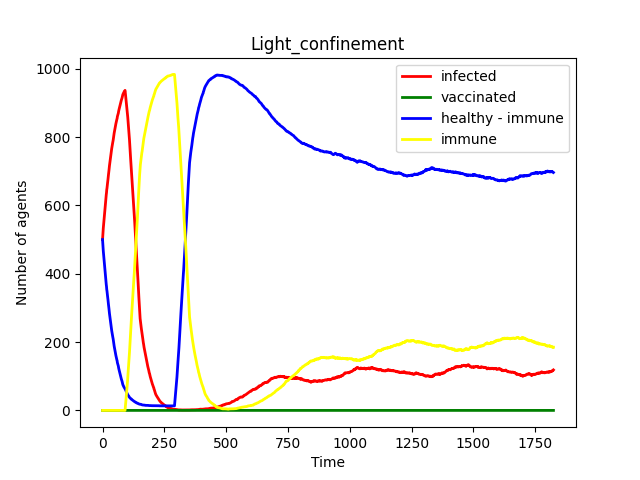 Light_confinement
infected
vaccinated
healthy - immune
immune
Number of agents
1000
800
600
400
200
0
0 250 500 750 1000 1250 1500 1750
Time